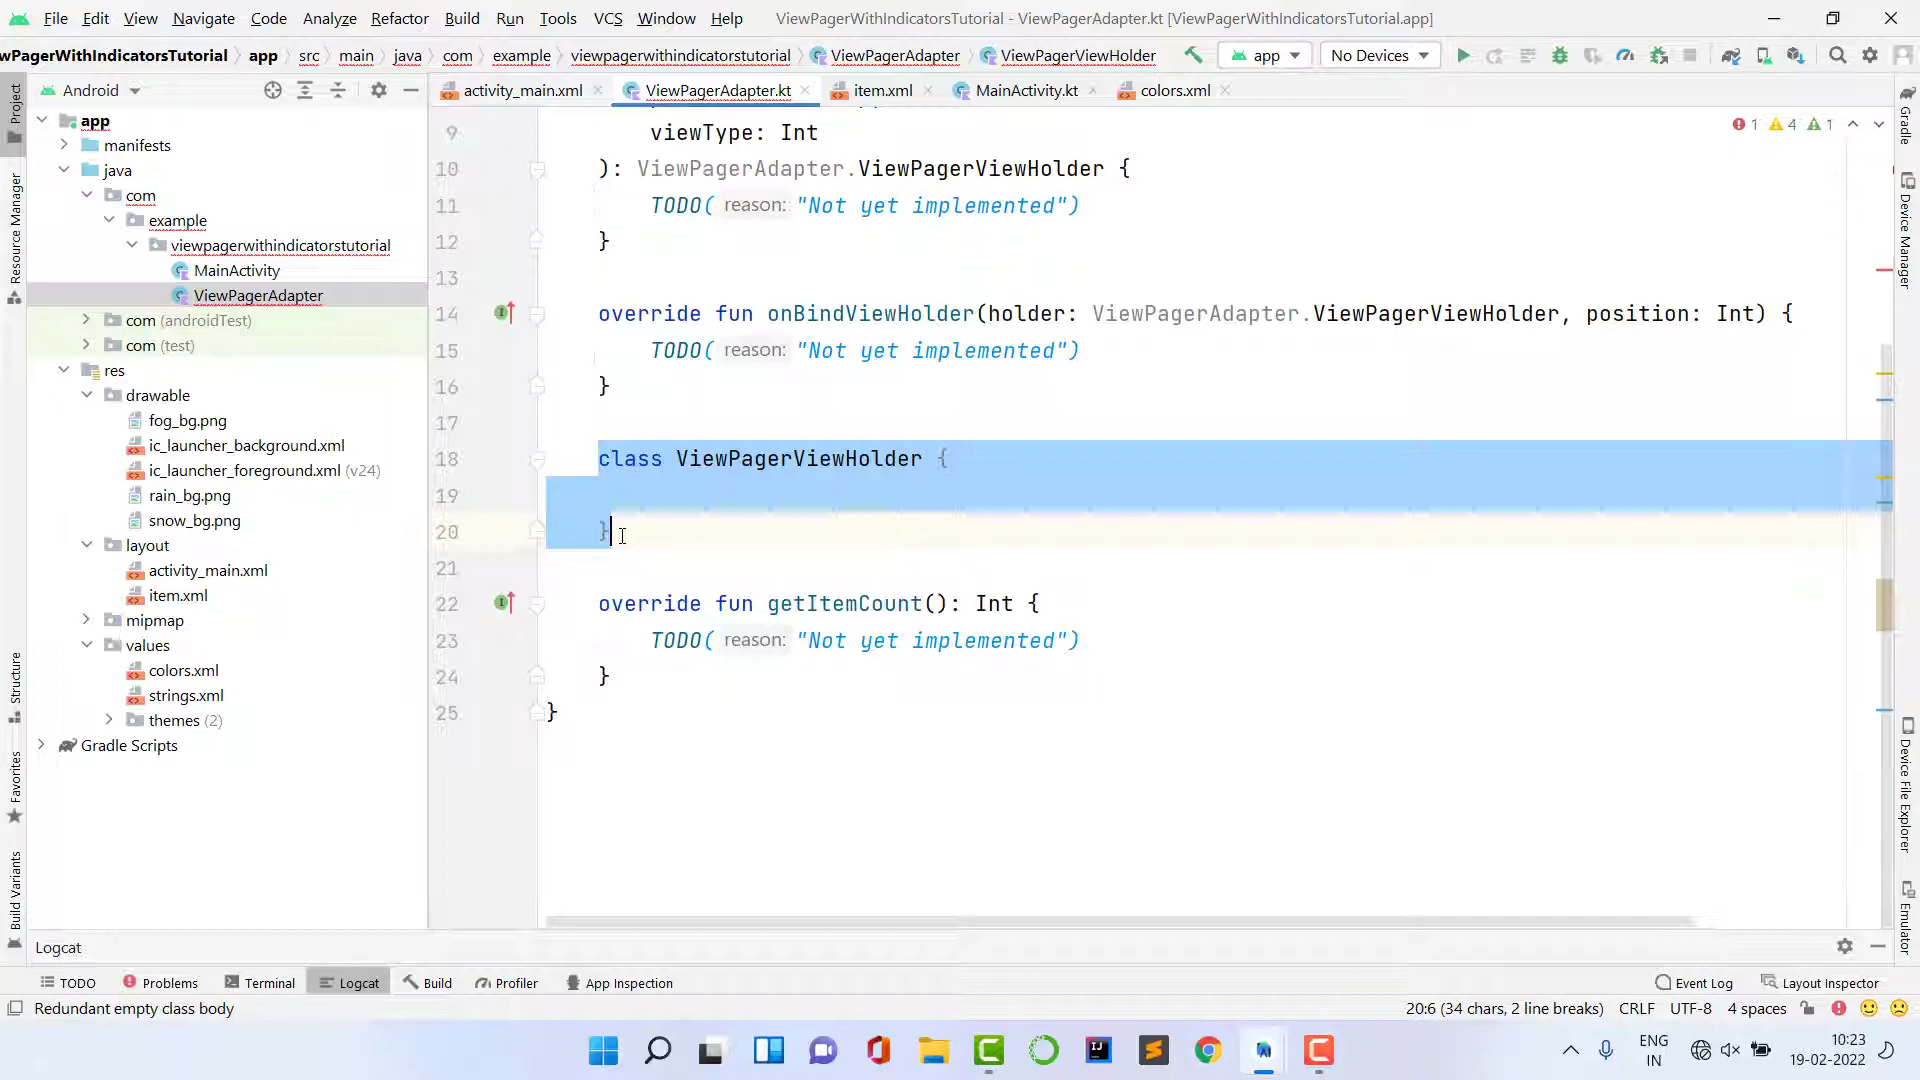 File Edit View Navigate Code Analyze Refactor Build Run Tools VCS Window Help ViewPagerWithIndicatorsTutorial - ViewPagerAdapter.kt [ViewPagerWithIndicatorsTutorial.app]
wPagerWithIndicatorsTutorial app src main java com example viewpagerwithindicatorstutorial ViewPagerAdapter ViewPagerViewHolder app No Devices
Android activity_main.xml ViewPagerAdapter.kt item.xml MainActivity.kt colors.xml
Project
Resource Manager
Structure
Favorites
Build Variants
app
manifests
java
com
example
viewpagerwithindicatorstutorial
MainActivity
ViewPagerAdapter
com (androidTest)
com (test)
res
drawable
fog_bg.png
ic_launcher_background.xml
ic_launcher_foreground.xml (v24)
rain_bg.png
snow_bg.png
layout
activity_main.xml
item.xml
mipmap
values
colors.xml
strings.xml
themes (2)
Gradle Scripts
1 4 1
9 viewType: Int
10 ): ViewPagerAdapter.ViewPagerViewHolder {
11 TODO( reason: "Not yet implemented")
12 }
13
14 override fun onBindViewHolder(holder: ViewPagerAdapter.ViewPagerViewHolder, position: Int) {
15 TODO( reason: "Not yet implemented")
16 }
17
18 class ViewPagerViewHolder {
19
20 }
21
22 override fun getItemCount(): Int {
23 TODO( reason: "Not yet implemented")
24 }
25 }
Gradle
Device Manager
Device File Explorer
Emulator
Logcat
TODO Problems Terminal Logcat Build Profiler App Inspection Event Log Layout Inspector
Redundant empty class body 20:6 (34 chars, 2 line breaks) CRLF UTF-8 4 spaces
ENG
IN
10:23
19-02-2022